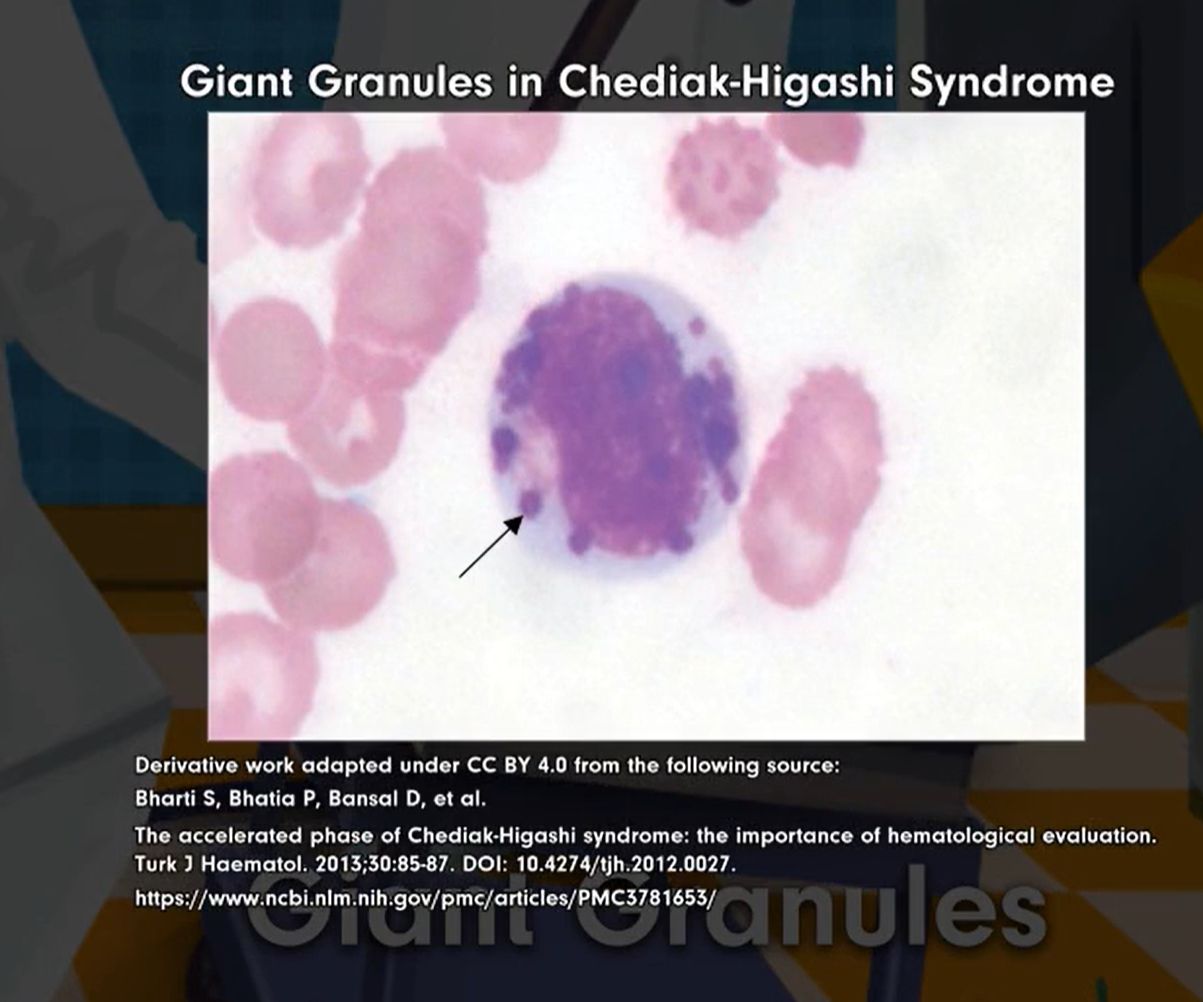 Giant Granules in Chediak-Higashi Syndrome
Derivative work adapted under CC BY 4.0 from the following source:
Bharti S, Bhatia P, Bansal D, et al.
The accelerated phase of Chediak-Higashi syndrome: the importance of hematological evaluation.
Turk J Haematol. 2013;30:85-87. DOI: 10.4274/tjh.2012.0027.
https://www.ncbi.nlm.nih.gov/pmc/articles/PMC3781653/
Giant Granules